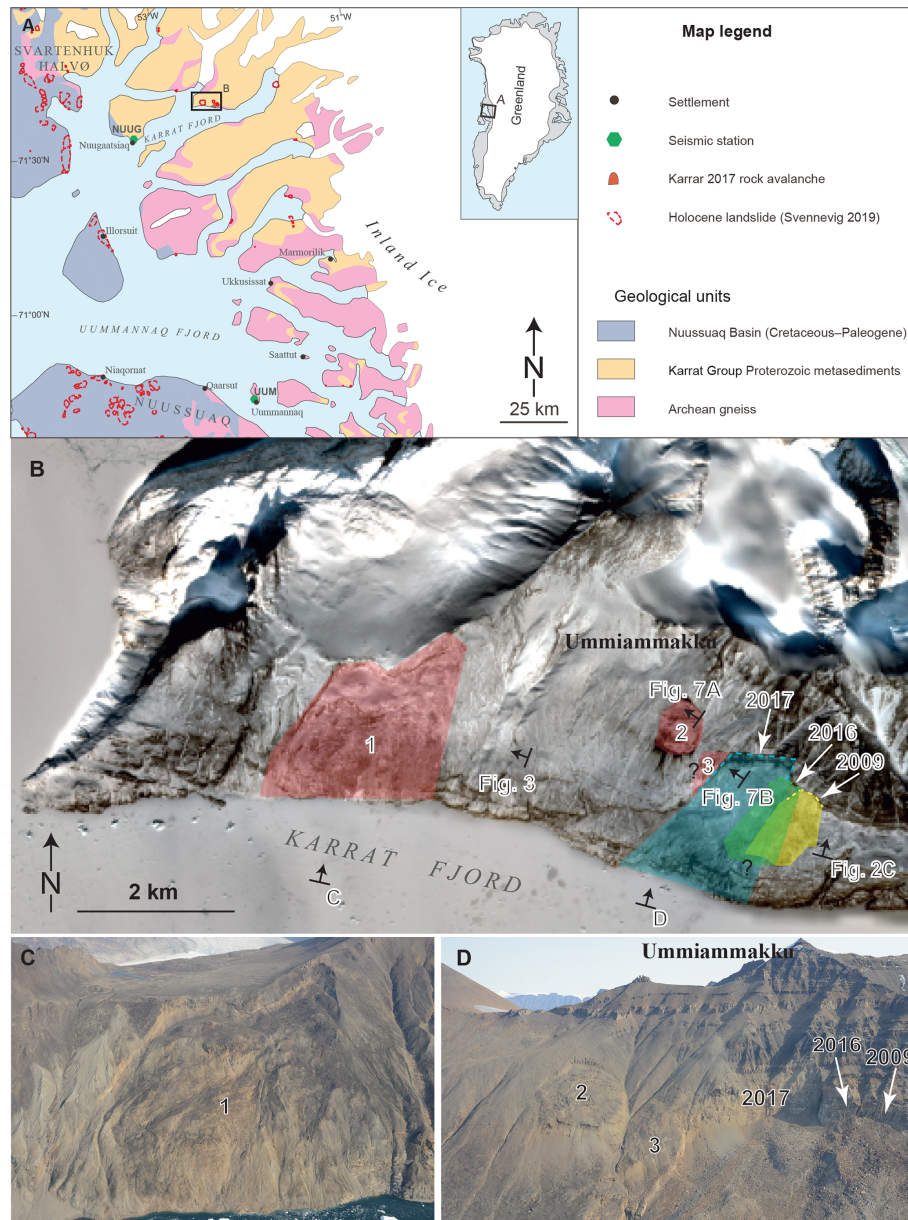 A
53°W
51°W
SVARTENHUK
HALVØ
B
NUUG
KARRAT FJORD
Nuugaatsiaq
71°30'
Illorsuit
Marmorilik
Inland Ice
Ukkusissat
71°00'
UUMMANNAQ FJORD
Saattut
Niaqornat
Qaarsut
UUM
NUUSSUAQ
Uummannaq
A
Greenland
N
25 km
Map legend
Settlement
Seismic station
Karrar 2017 rock avalanche
Holocene landslide (Svennevig 2019)
Geological units
Nuussuaq Basin (Cretaceous–Paleogene)
Karrat Group Proterozoic metasediments
Archean gneiss
B
Ummiammakku
Fig. 7A
2017
2
2016
1
2009
? 3
Fig. 3
Fig. 7B
KARRAT FJORD
?
Fig. 2C
N
C
D
2 km
C
1
D
Ummiammakku
2016
2009
2
2017
3